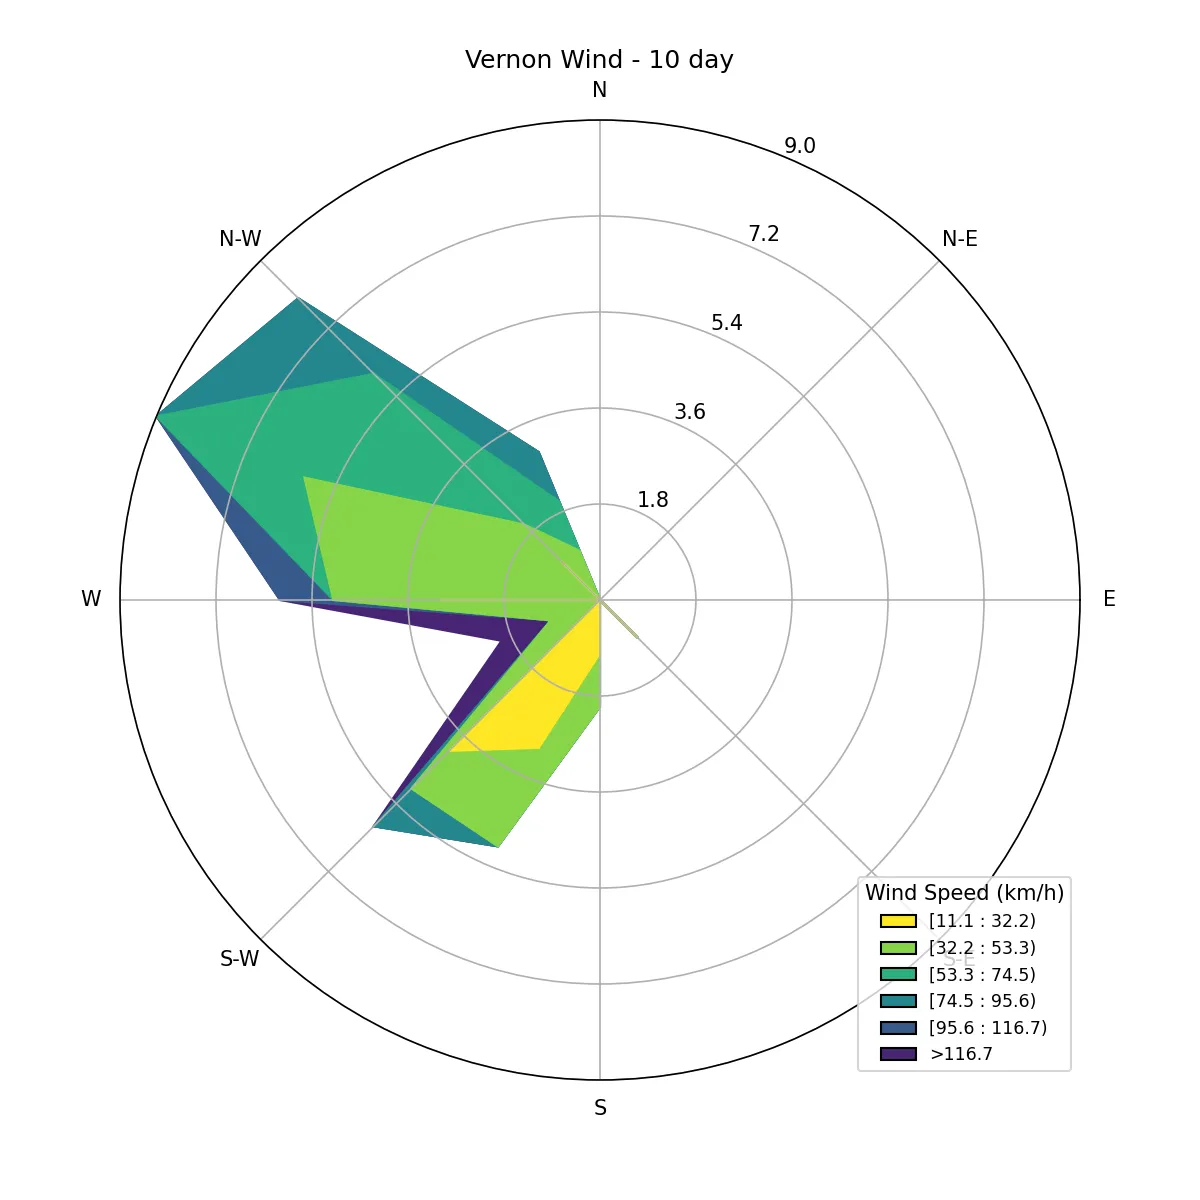 Vernon Wind - 10 day
N
9.0
N-W
N-E
7.2
5.4
3.6
1.8
W
E
S-W
S-E
Wind Speed (km/h)
[11.1 : 32.2)
[32.2 : 53.3)
[53.3 : 74.5)
[74.5 : 95.6)
[95.6 : 116.7)
>116.7
S